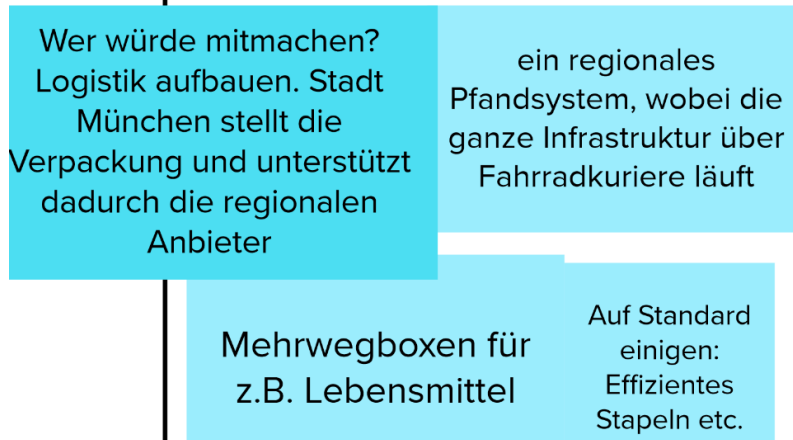 Wer würde mitmachen?
Logistik aufbauen. Stadt
München stellt die
Verpackung und unterstützt
dadurch die regionalen
Anbieter
ein regionales
Pfandsystem, wobei die
ganze Infrastruktur über
Fahrradkuriere läuft
Mehrwegboxen für
z.B. Lebensmittel
Auf Standard
einigen:
Effizientes
Stapeln etc.